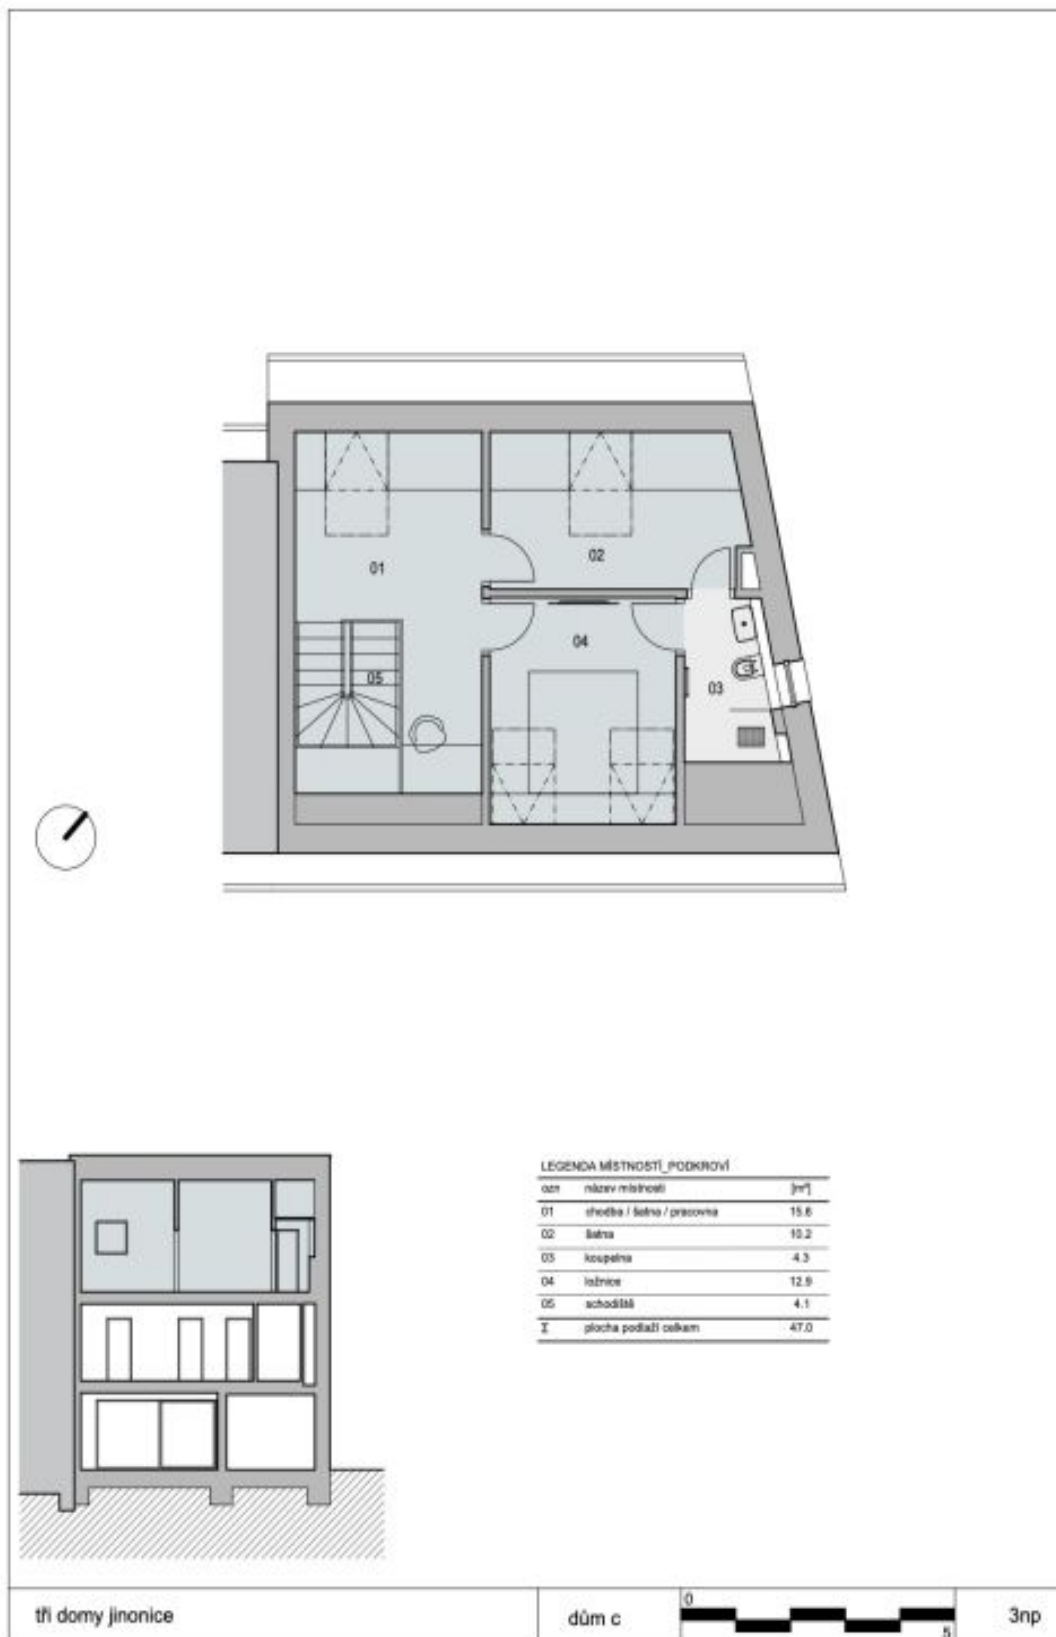 01
02
04
05
03
LEGENDA MÍSTNOSTÍ_PODKROVÍ
ozn název místnosti [m²]
01 chodba / šatna / pracovna 15.6
02 šatna 10.2
03 koupelna 4.3
04 ložnice 12.9
05 schodiště 4.1
Σ plocha podlaží celkem 47.0
tři domy jinonice
dům c
0
5
3np